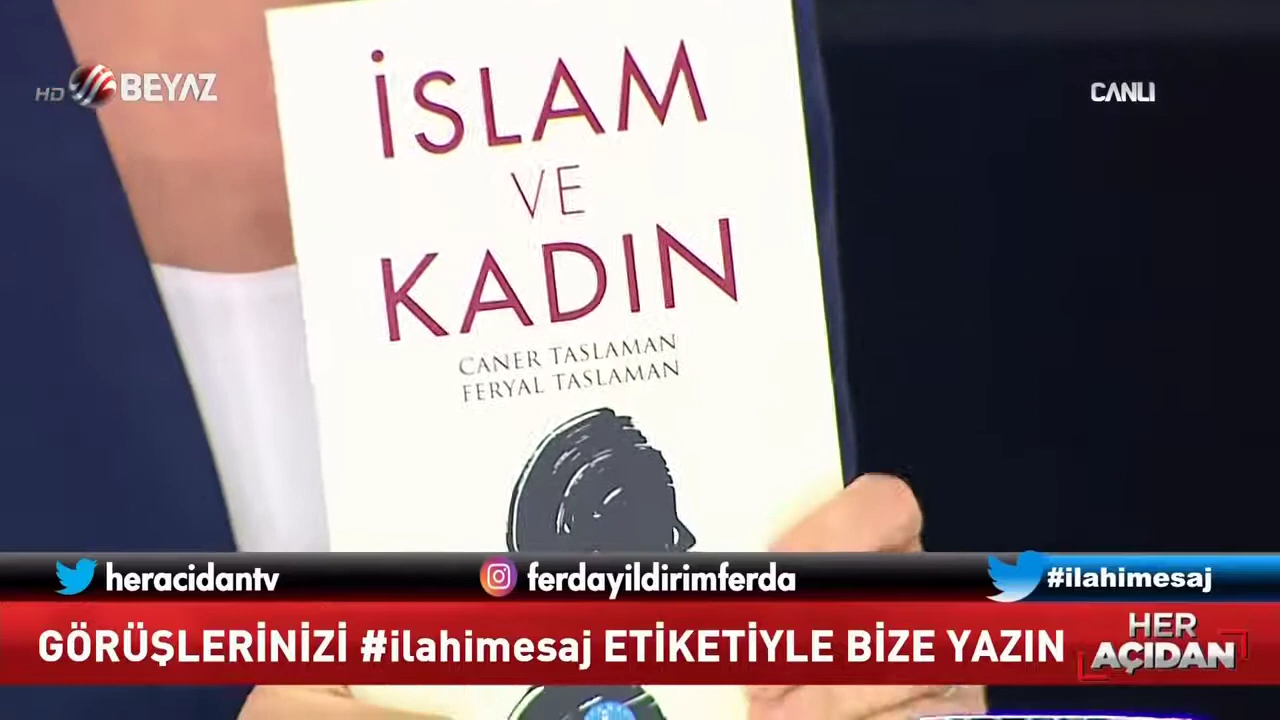 HD BEYAZ
CANLI
İSLAM
VE
KADIN
CANER TASLAMAN
FERYAL TASLAMAN
heracidantv
ferdayildirimferda
#ilahimesaj
GÖRÜŞLERİNİZİ #ilahimesaj ETİKETİYLE BİZE YAZIN
HER
AÇIDAN